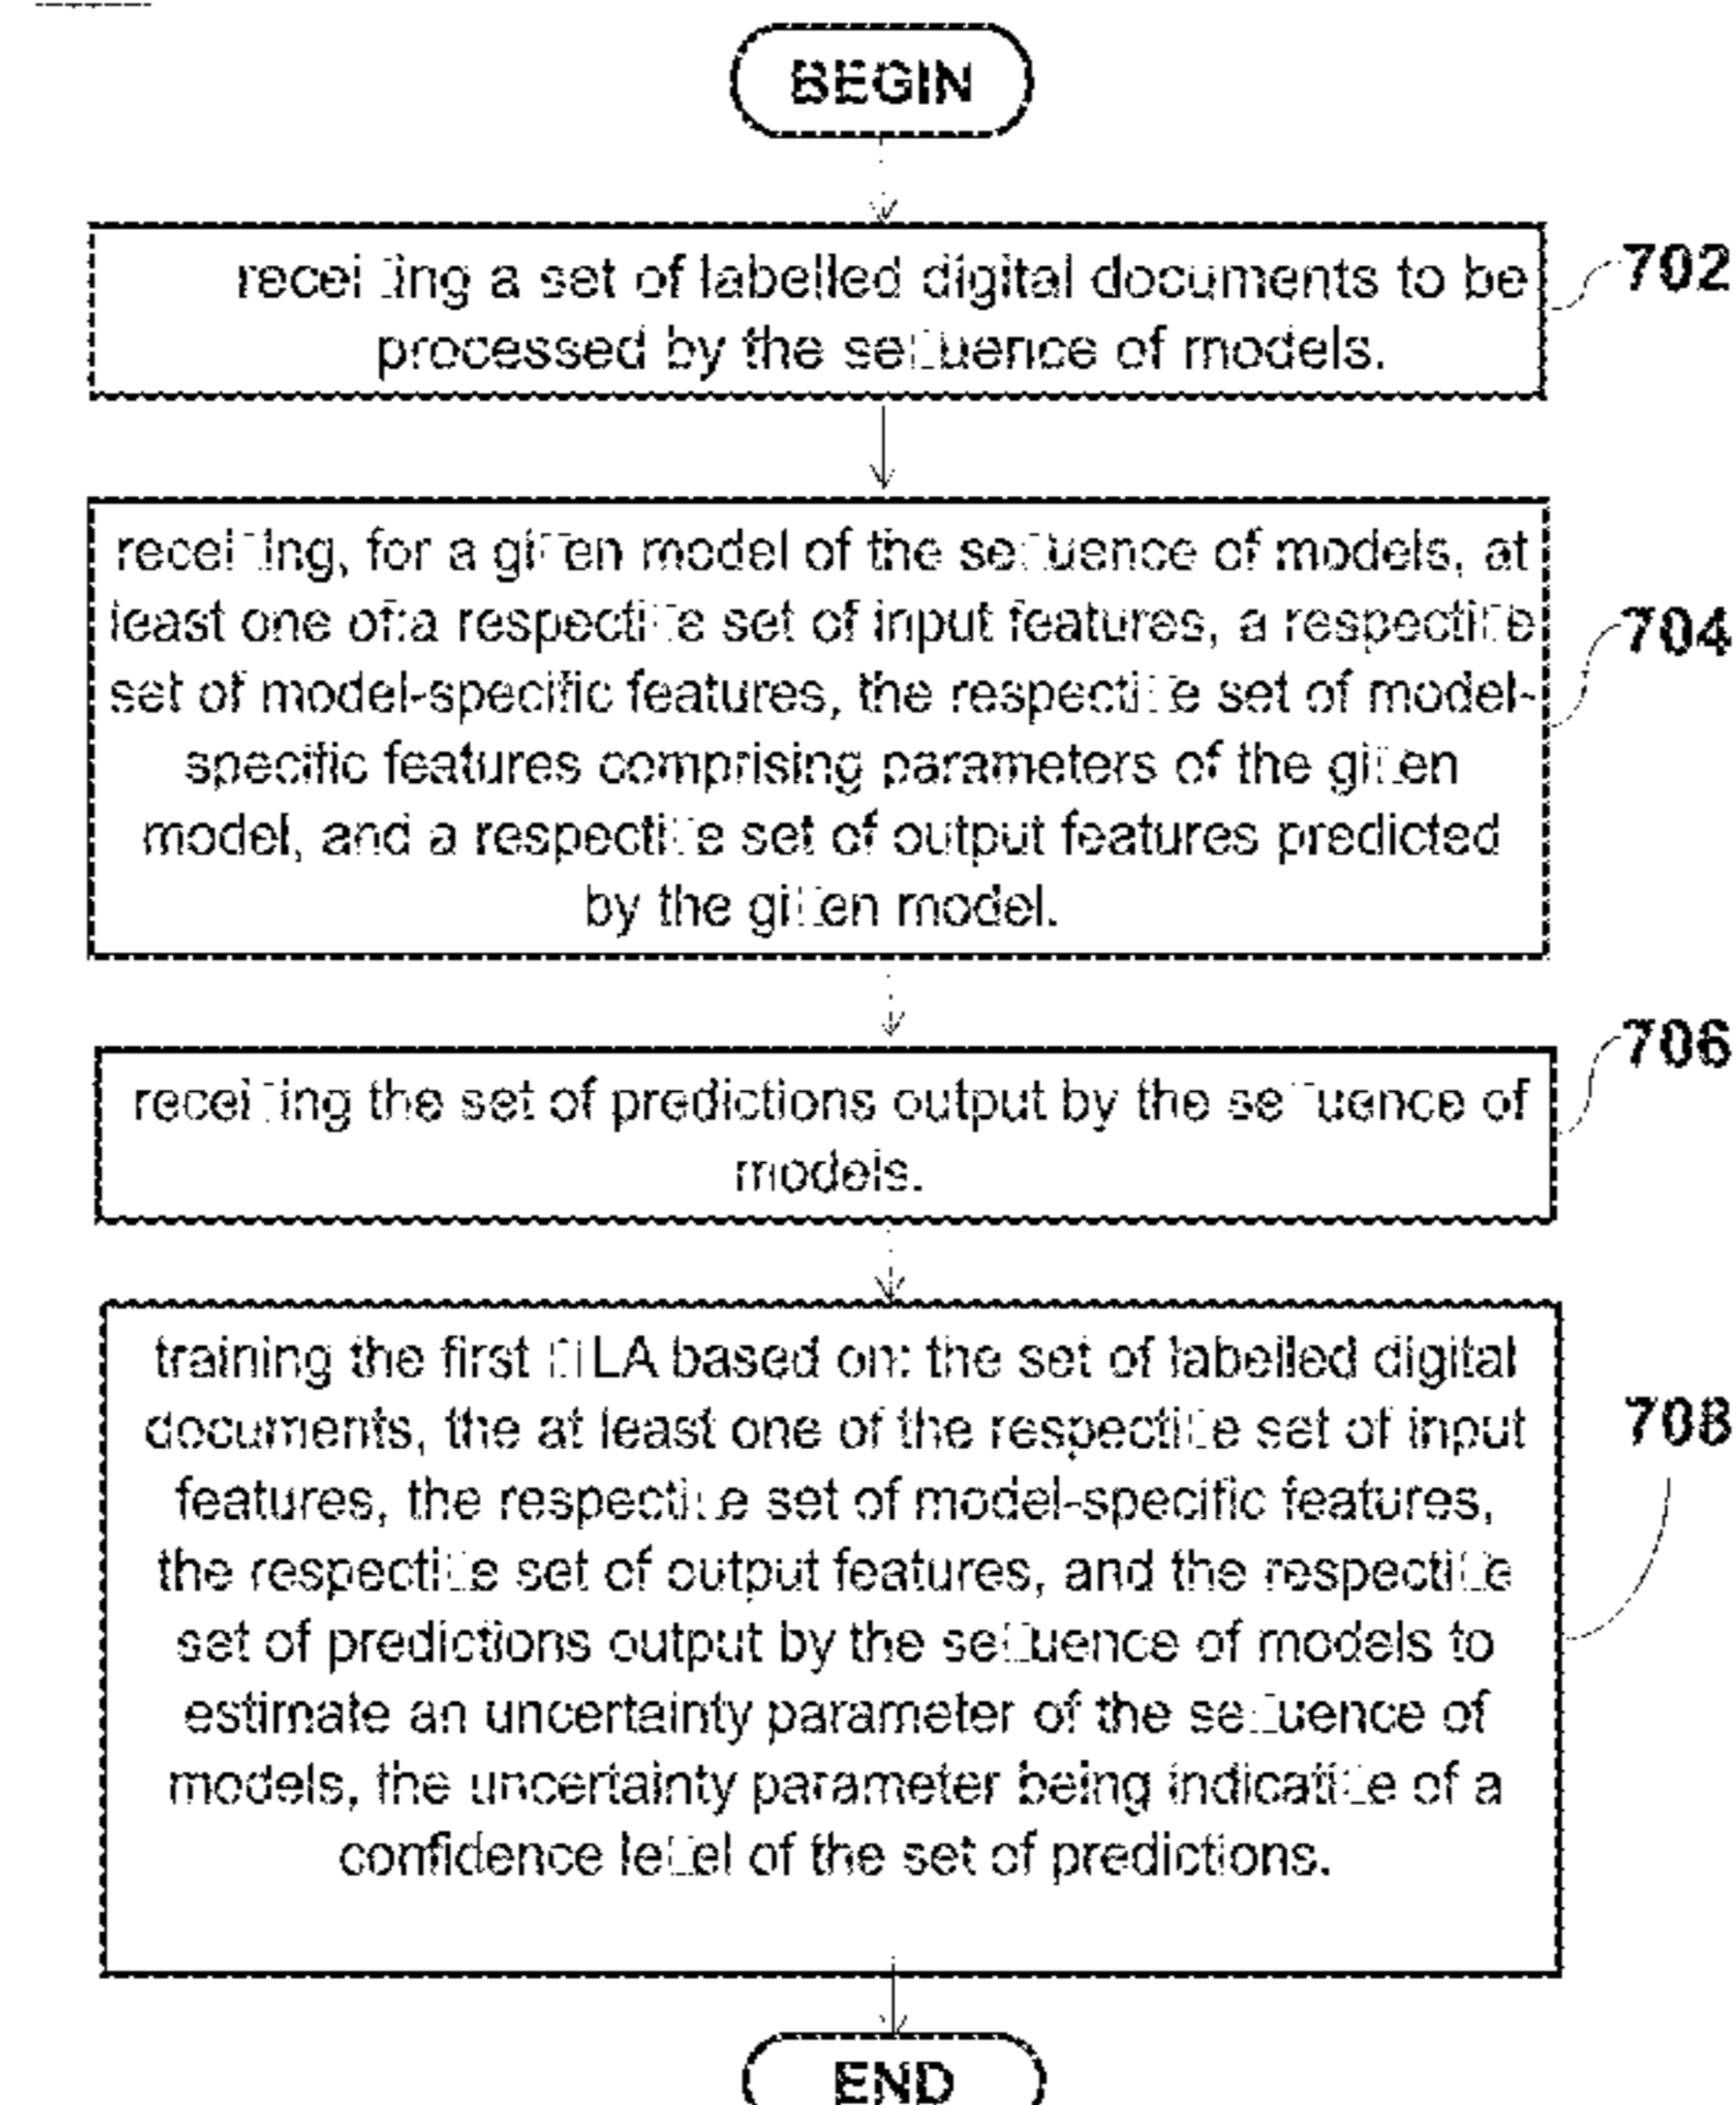 BEGIN
receiving a set of labelled digital documents to be
702
processed by the sequence of models.
receiving, for a given model of the sequence of models, at
least one of:a respective set of input features, a respective
704
set of model-specific features, the respective set of model-
specific features comprising parameters of the given
model, and a respective set of output features predicted
by the given model.
706
receiving the set of predictions output by the sequence of
models.
training the first MLA based on: the set of labelled digital
documents, the at least one of the respective set of input
708
features, the respective set of model-specific features,
the respective set of output features, and the respective
set of predictions output by the sequence of models to
estimate an uncertainty parameter of the sequence of
models, the uncertainty parameter being indicative of a
confidence level of the set of predictions.
END